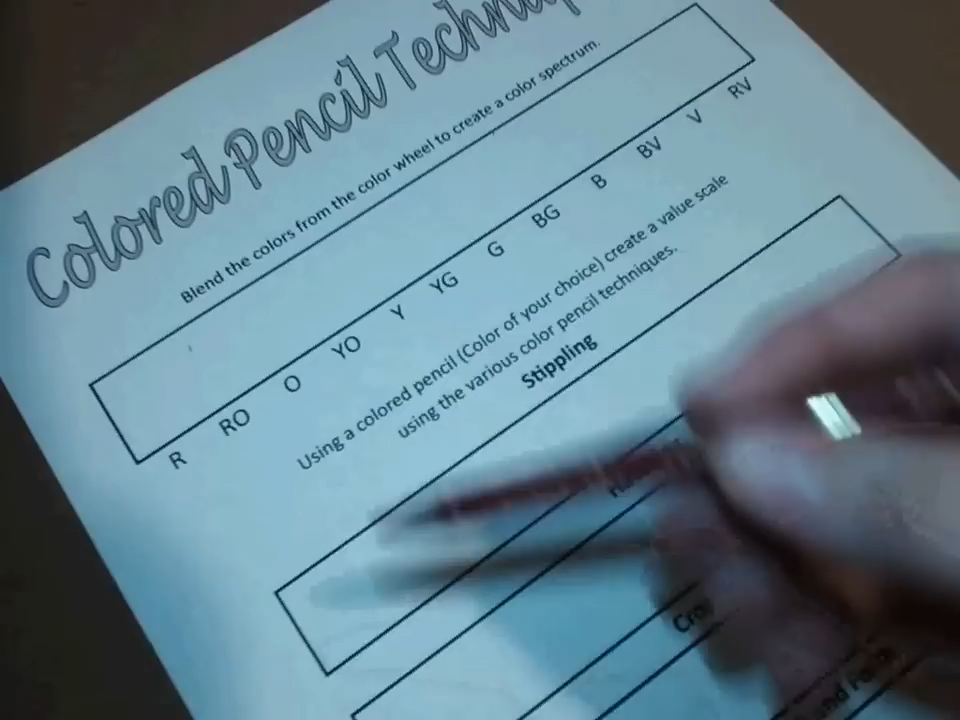 Colored Pencil
Blend the colors from the color wheel to create a color spectrum.
R RO O YO Y YG G BG B BV V RV
Using a colored pencil (Color of your choice) create a value scale
using the various color pencil techniques.
Stippling